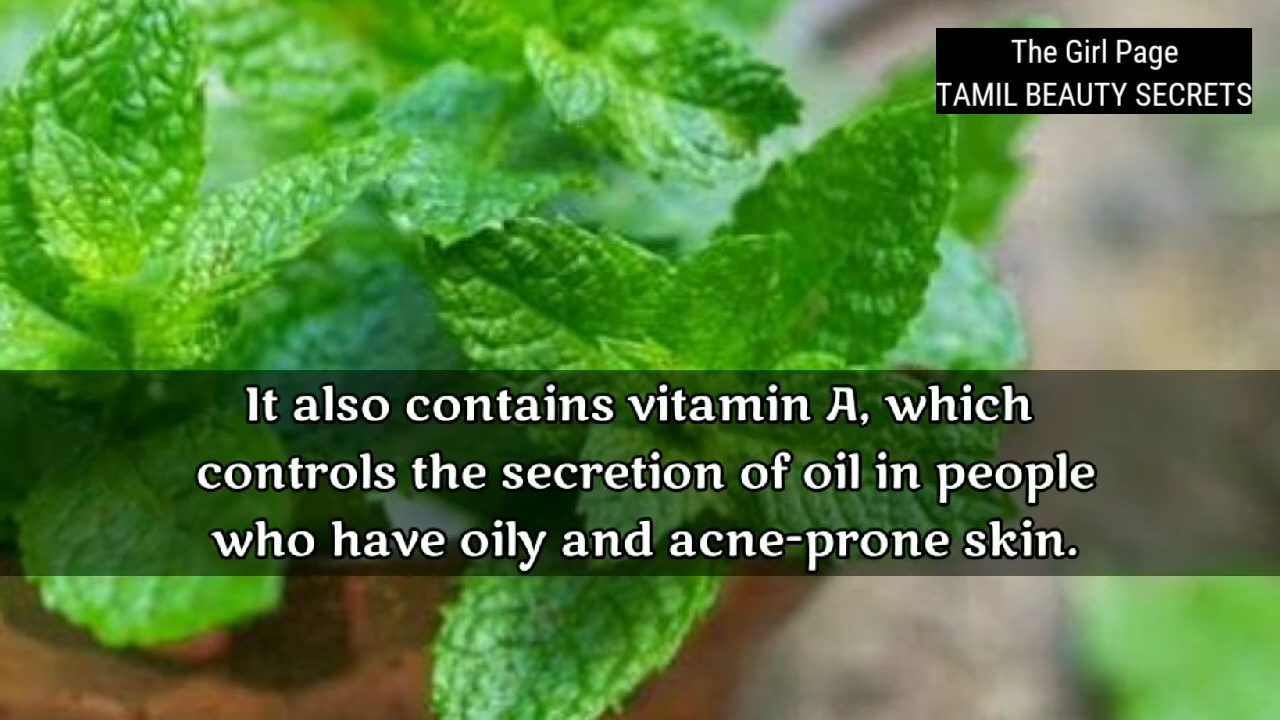 The Girl Page
TAMIL BEAUTY SECRETS
It also contains vitamin A, which
controls the secretion of oil in people
who have oily and acne-prone skin.